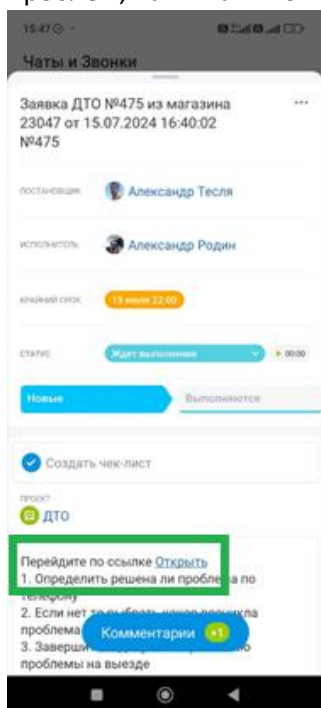 15:47
Чаты и Звонки
Заявка ДТО №475 из магазина
23047 от 15.07.2024 16:40:02
№475
ПОСТАНОВЩИК
Александр Тесля
ИСПОЛНИТЕЛЬ
Александр Родин
КРАЙНИЙ СРОК
15 июля 22:00
СТАТУС
Ждет выполнения
00:00
Новые
Выполняются
Создать чек-лист
ПРОЕКТ
ДТО
Перейдите по ссылке Открыть
1. Определить решена ли проблема по
телефону
2. Если нет то выбрать какая
проблема
Комментарии +1
3.
проблемы на выезде